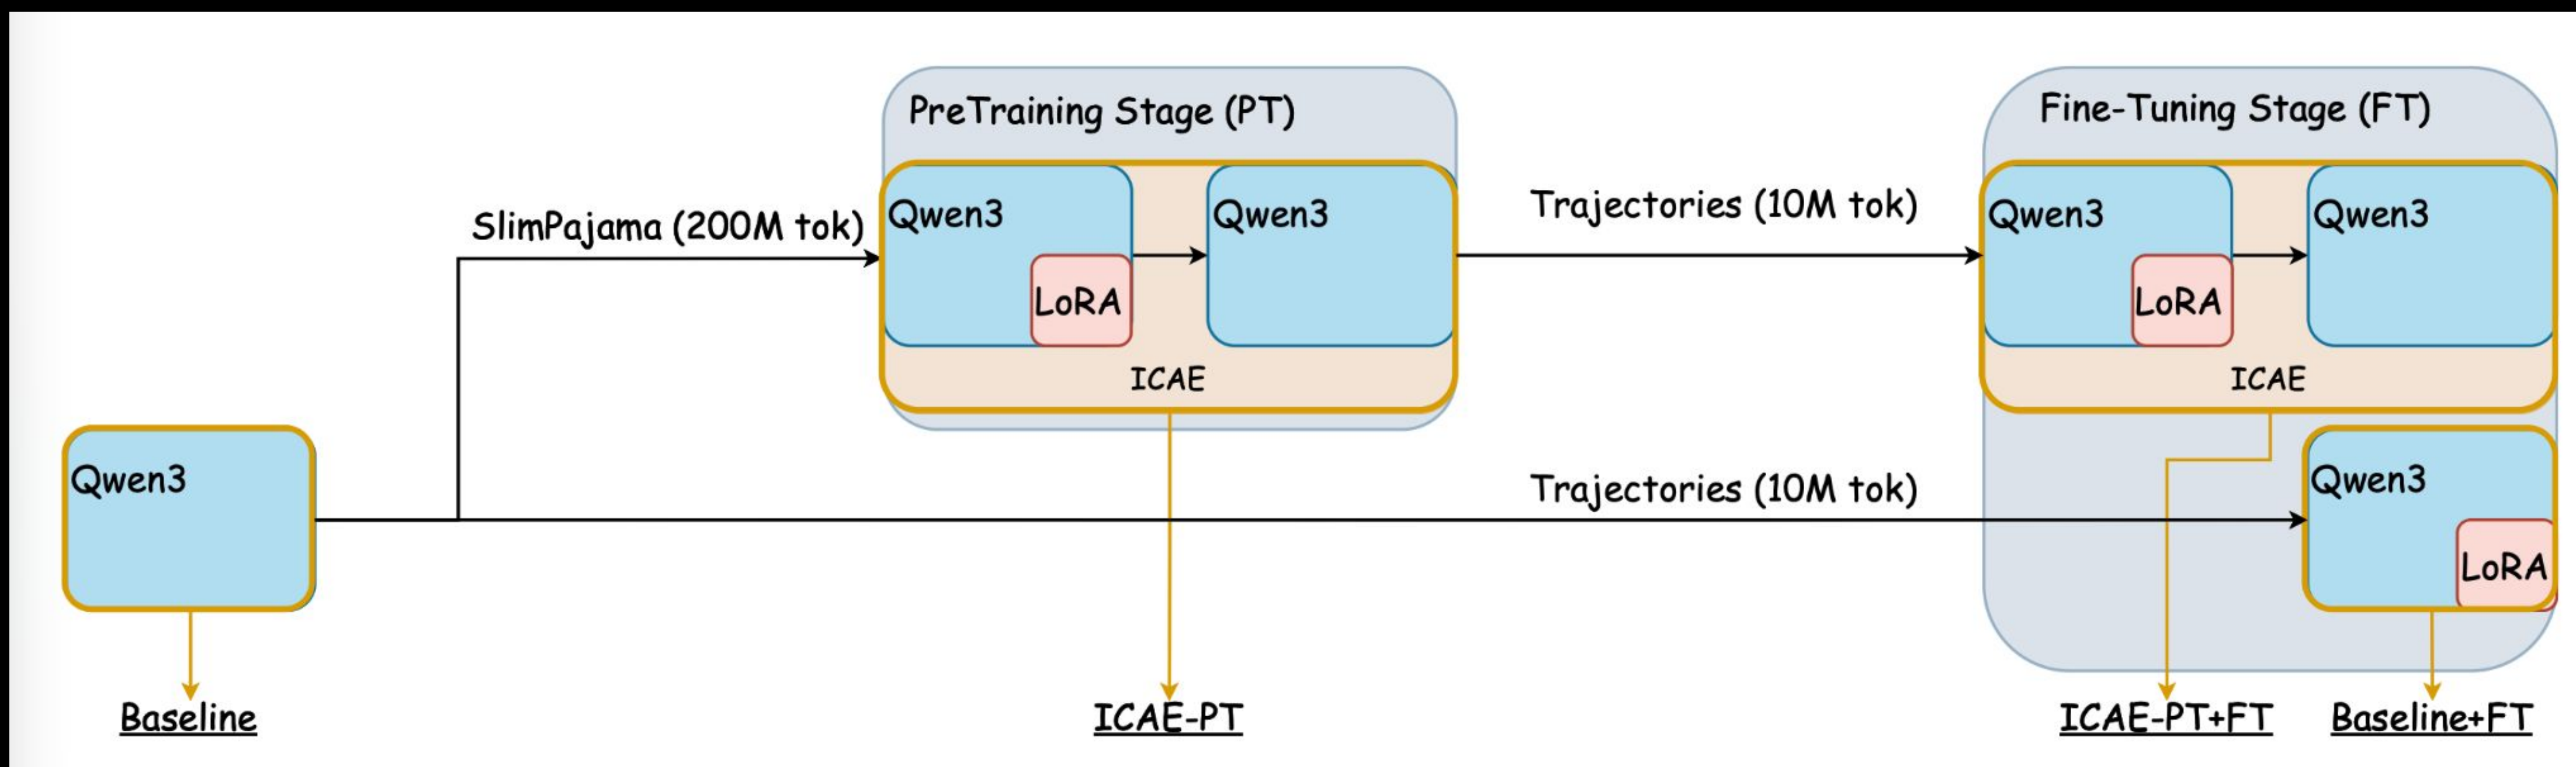 PreTraining Stage (PT)
Fine-Tuning Stage (FT)
SlimPajama (200M tok)
Qwen3
LoRA
Qwen3
ICAE
Trajectories (10M tok)
Qwen3
LoRA
Qwen3
ICAE
Qwen3
Trajectories (10M tok)
Qwen3
LoRA
Baseline
ICAE-PT
ICAE-PT+FT
Baseline+FT